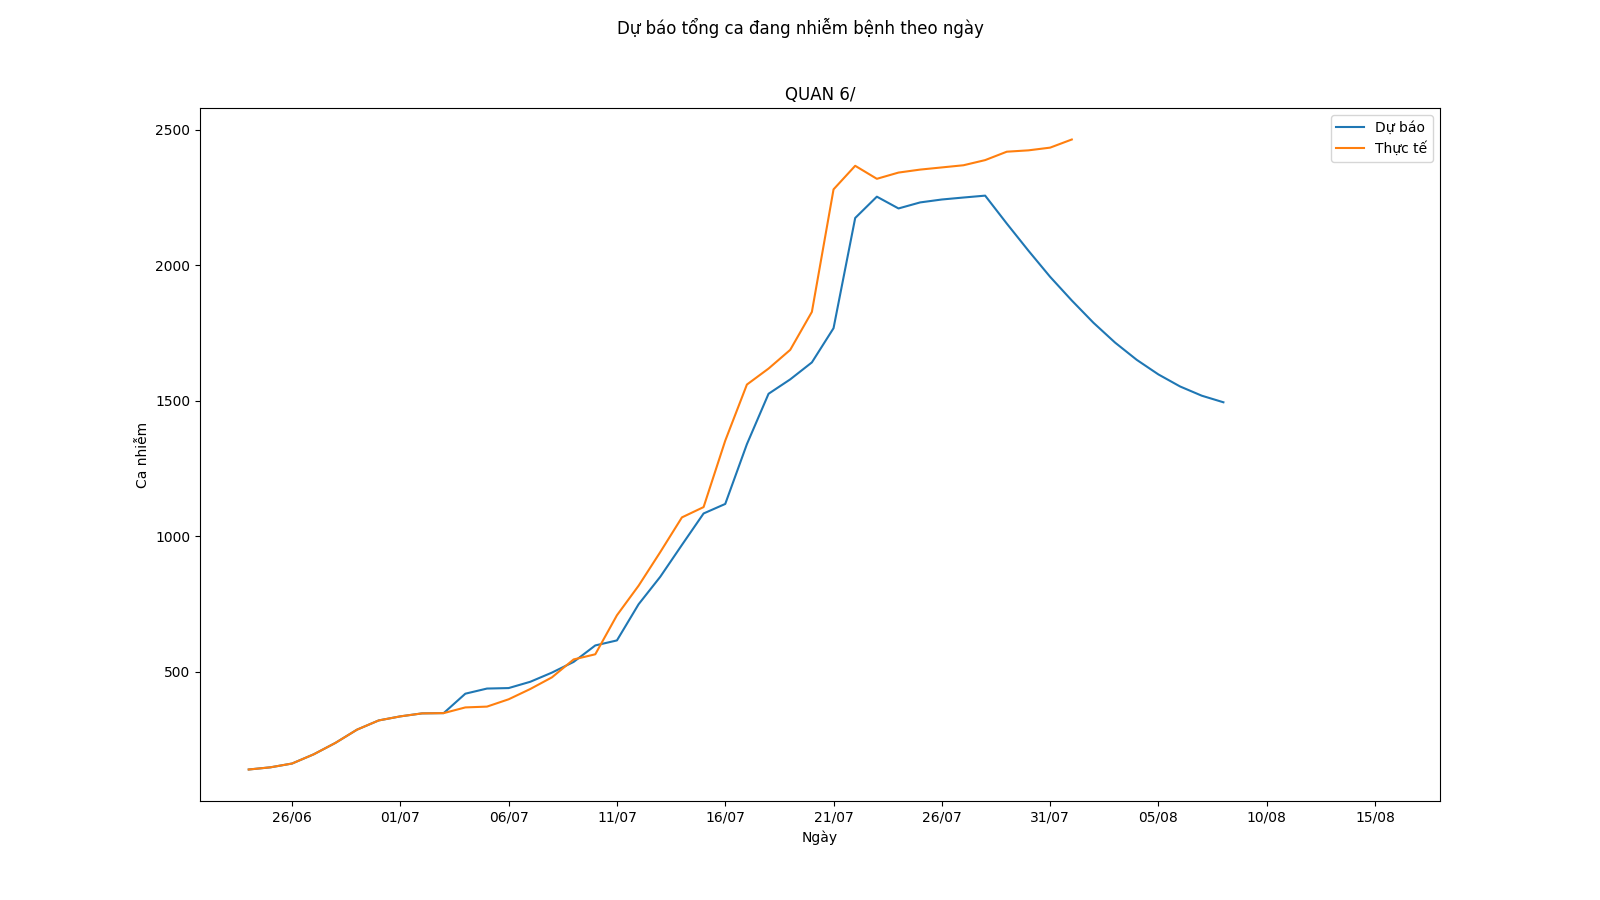 Dự báo tổng ca đang nhiễm bệnh theo ngày
QUAN 6/
Dự báo
Thực tế
2500
2000
1500
1000
500
Ca nhiễm
26/06
01/07
06/07
11/07
16/07
21/07
26/07
31/07
05/08
10/08
15/08
Ngày